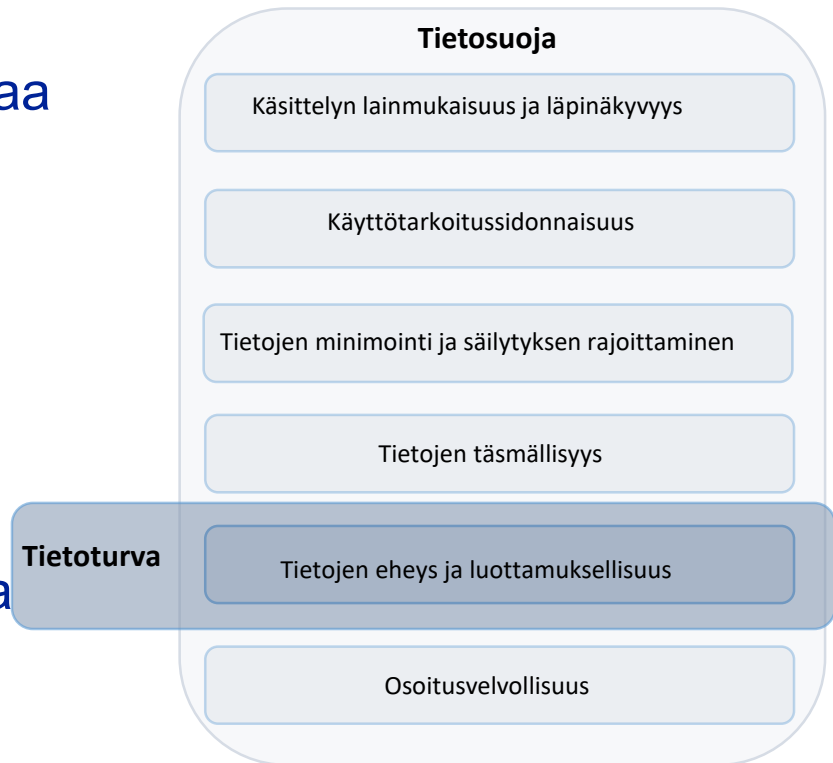 Tietosuoja
aa
Käsittelyn lainmukaisuus ja läpinäkyvyys
Käyttötarkoitussidonnaisuus
Tietojen minimointi ja säilytyksen rajoittaminen
Tietojen täsmällisyys
Tietoturva
Tietojen eheys ja luottamuksellisuus
a
Osoitusvelvollisuus